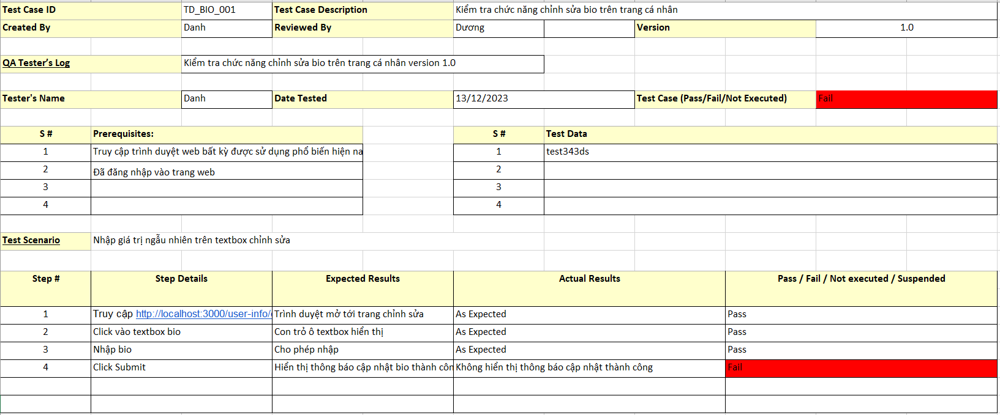 Test Case ID TD_BIO_001 Test Case Description Kiểm tra chức năng chỉnh sửa bio trên trang cá nhân
Created By Danh Reviewed By Dương Version 1.0
QA Tester's Log Kiểm tra chức năng chỉnh sửa bio trên trang cá nhân version 1.0
Tester's Name Danh Date Tested 13/12/2023 Test Case (Pass/Fail/Not Executed) Fail
S # Prerequisites: S # Test Data
1 Truy cập trình duyệt web bất kỳ được sử dụng phổ biến hiện na 1 test343ds
2 Đã đăng nhập vào trang web 2
3 3
4 4
Test Scenario Nhập giá trị ngẫu nhiên trên textbox chỉnh sửa
Step # Step Details Expected Results Actual Results Pass / Fail / Not executed / Suspended
1 Truy cập http://localhost:3000/user-info/ Trình duyệt mở tới trang chỉnh sửa As Expected Pass
2 Click vào textbox bio Con trỏ ô textbox hiển thị As Expected Pass
3 Nhập bio Cho phép nhập As Expected Pass
4 Click Submit Hiển thị thông báo cập nhật bio thành côn Không hiển thị thông báo cập nhật thành công Fail